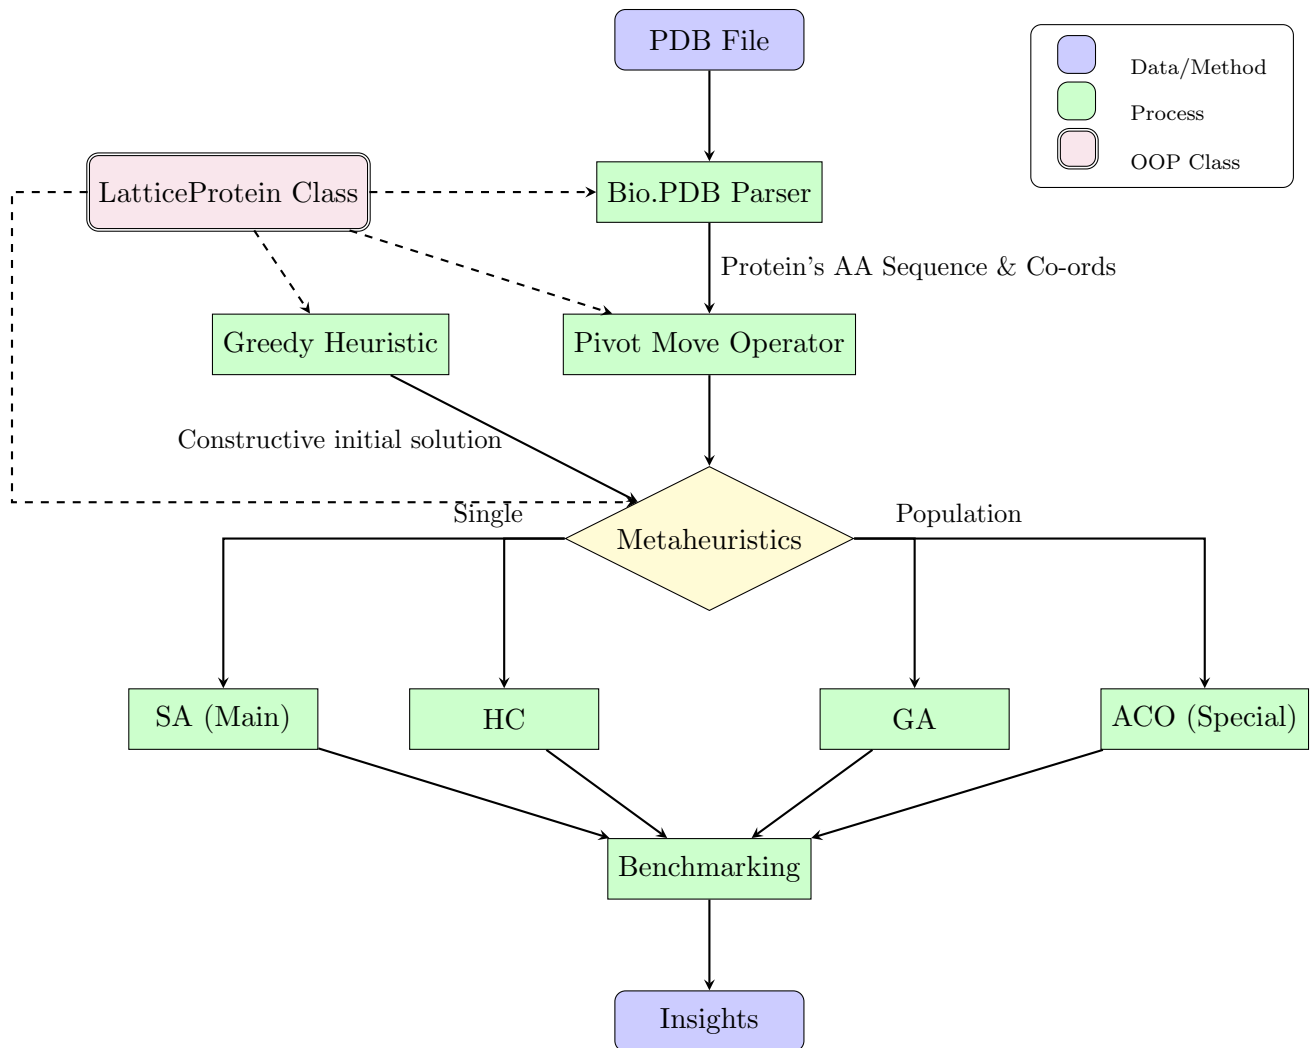 PDB File
Data/Method
Process
OOP Class
LatticeProtein Class
Bio.PDB Parser
Protein's AA Sequence & Co-ords
Greedy Heuristic
Pivot Move Operator
Constructive initial solution
Single
Population
Metaheuristics
SA (Main)
HC
GA
ACO (Special)
Benchmarking
Insights